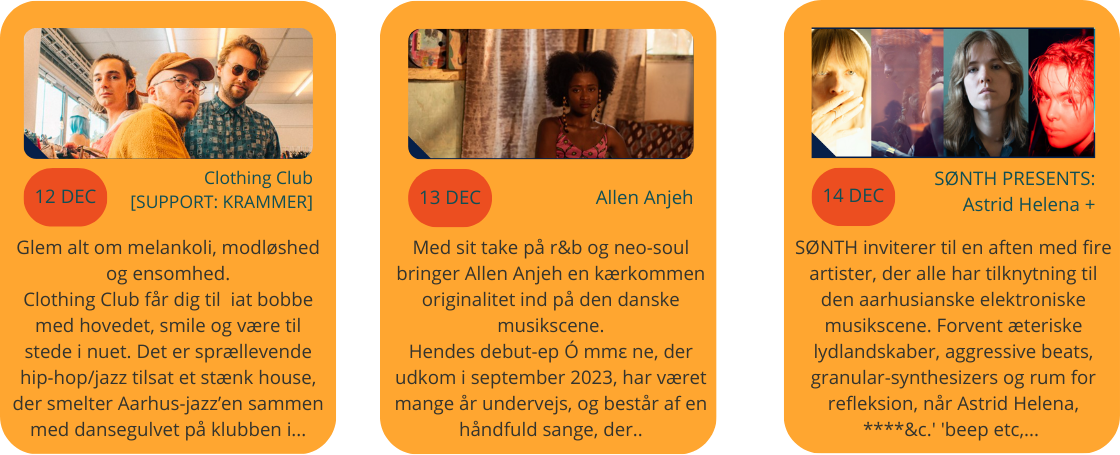 12 DEC
Clothing Club
[SUPPORT: KRAMMER]
Glem alt om melankoli, modløshed
og ensomhed.
Clothing Club får dig til  iat bobbe
med hovedet, smile og være til
stede i nuet. Det er sprællevende
hip-hop/jazz tilsat et stænk house,
der smelter Aarhus-jazz’en sammen
med dansegulvet på klubben i...
13 DEC
Allen Anjeh
Med sit take på r&b og neo-soul
bringer Allen Anjeh en kærkommen
originalitet ind på den danske
musikscene.
Hendes debut-ep Ó mmɛ ne, der
udkom i september 2023, har været
mange år undervejs, og består af en
håndfuld sange, der..
14 DEC
SØNTH PRESENTS:
Astrid Helena +
SØNTH inviterer til en aften med fire
artister, der alle har tilknytning til
den aarhusianske elektroniske
musikscene. Forvent æteriske
lydlandskaber, aggressive beats,
granular-synthesizers og rum for
refleksion, når Astrid Helena,
****&c.' 'beep etc,...